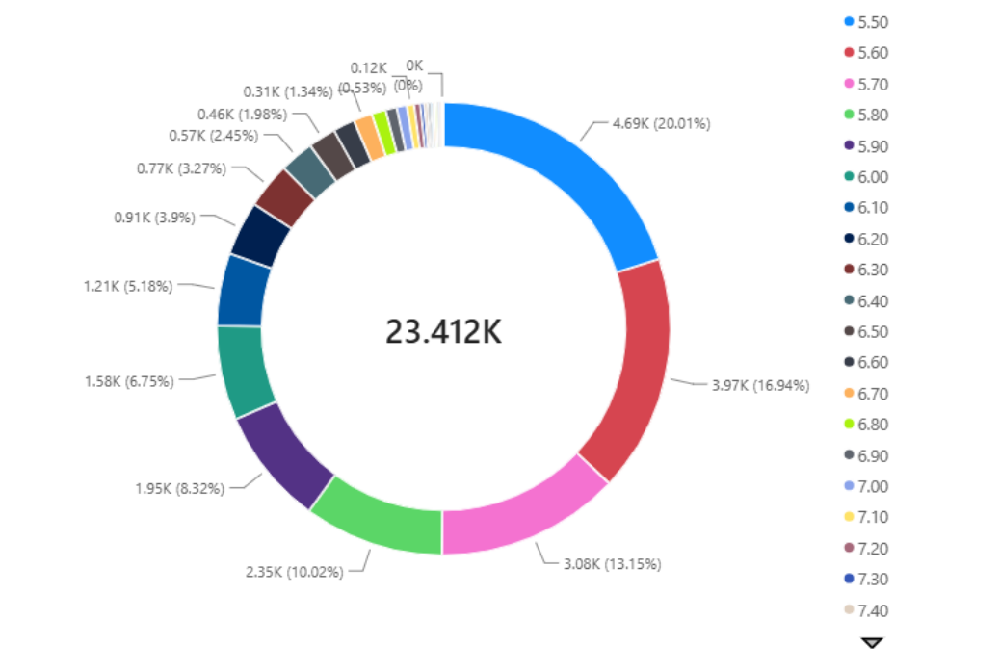 5.50
5.60
5.70
5.80
5.90
6.00
6.10
6.20
6.30
6.40
6.50
6.60
6.70
6.80
6.90
7.00
7.10
7.20
7.30
7.40
0K
(0%)
0.12K
(0.53%)
0.31K (1.34%)
0.46K (1.98%)
0.57K (2.45%)
0.77K (3.27%)
0.91K (3.9%)
1.21K (5.18%)
1.58K (6.75%)
1.95K (8.32%)
2.35K (10.02%)
3.08K (13.15%)
3.97K (16.94%)
4.69K (20.01%)
23.412K